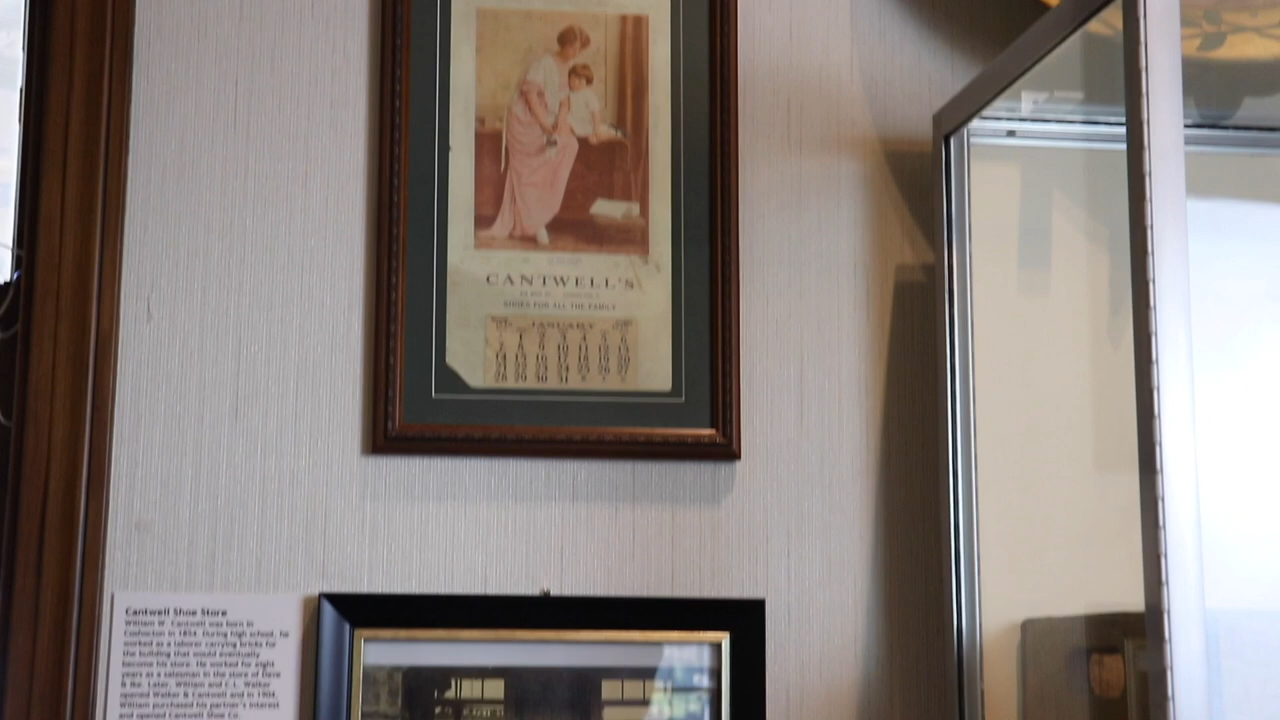 CANTWELL'S
SHOES FOR ALL THE FAMILY
JANUARY
Cantwell Shoe Store
William W. Cantwell was born in
Coshocton in 1854. During high school, he
worked as a laborer carrying bricks for
the building that would eventually
become his store. He worked for eight
years as a salesman in the store of Dave
& Ike. Later, William and C.L. Walker
opened Walker & Cantwell and in 1904,
William purchased his partner's interest
and opened Cantwell Shoe Co.